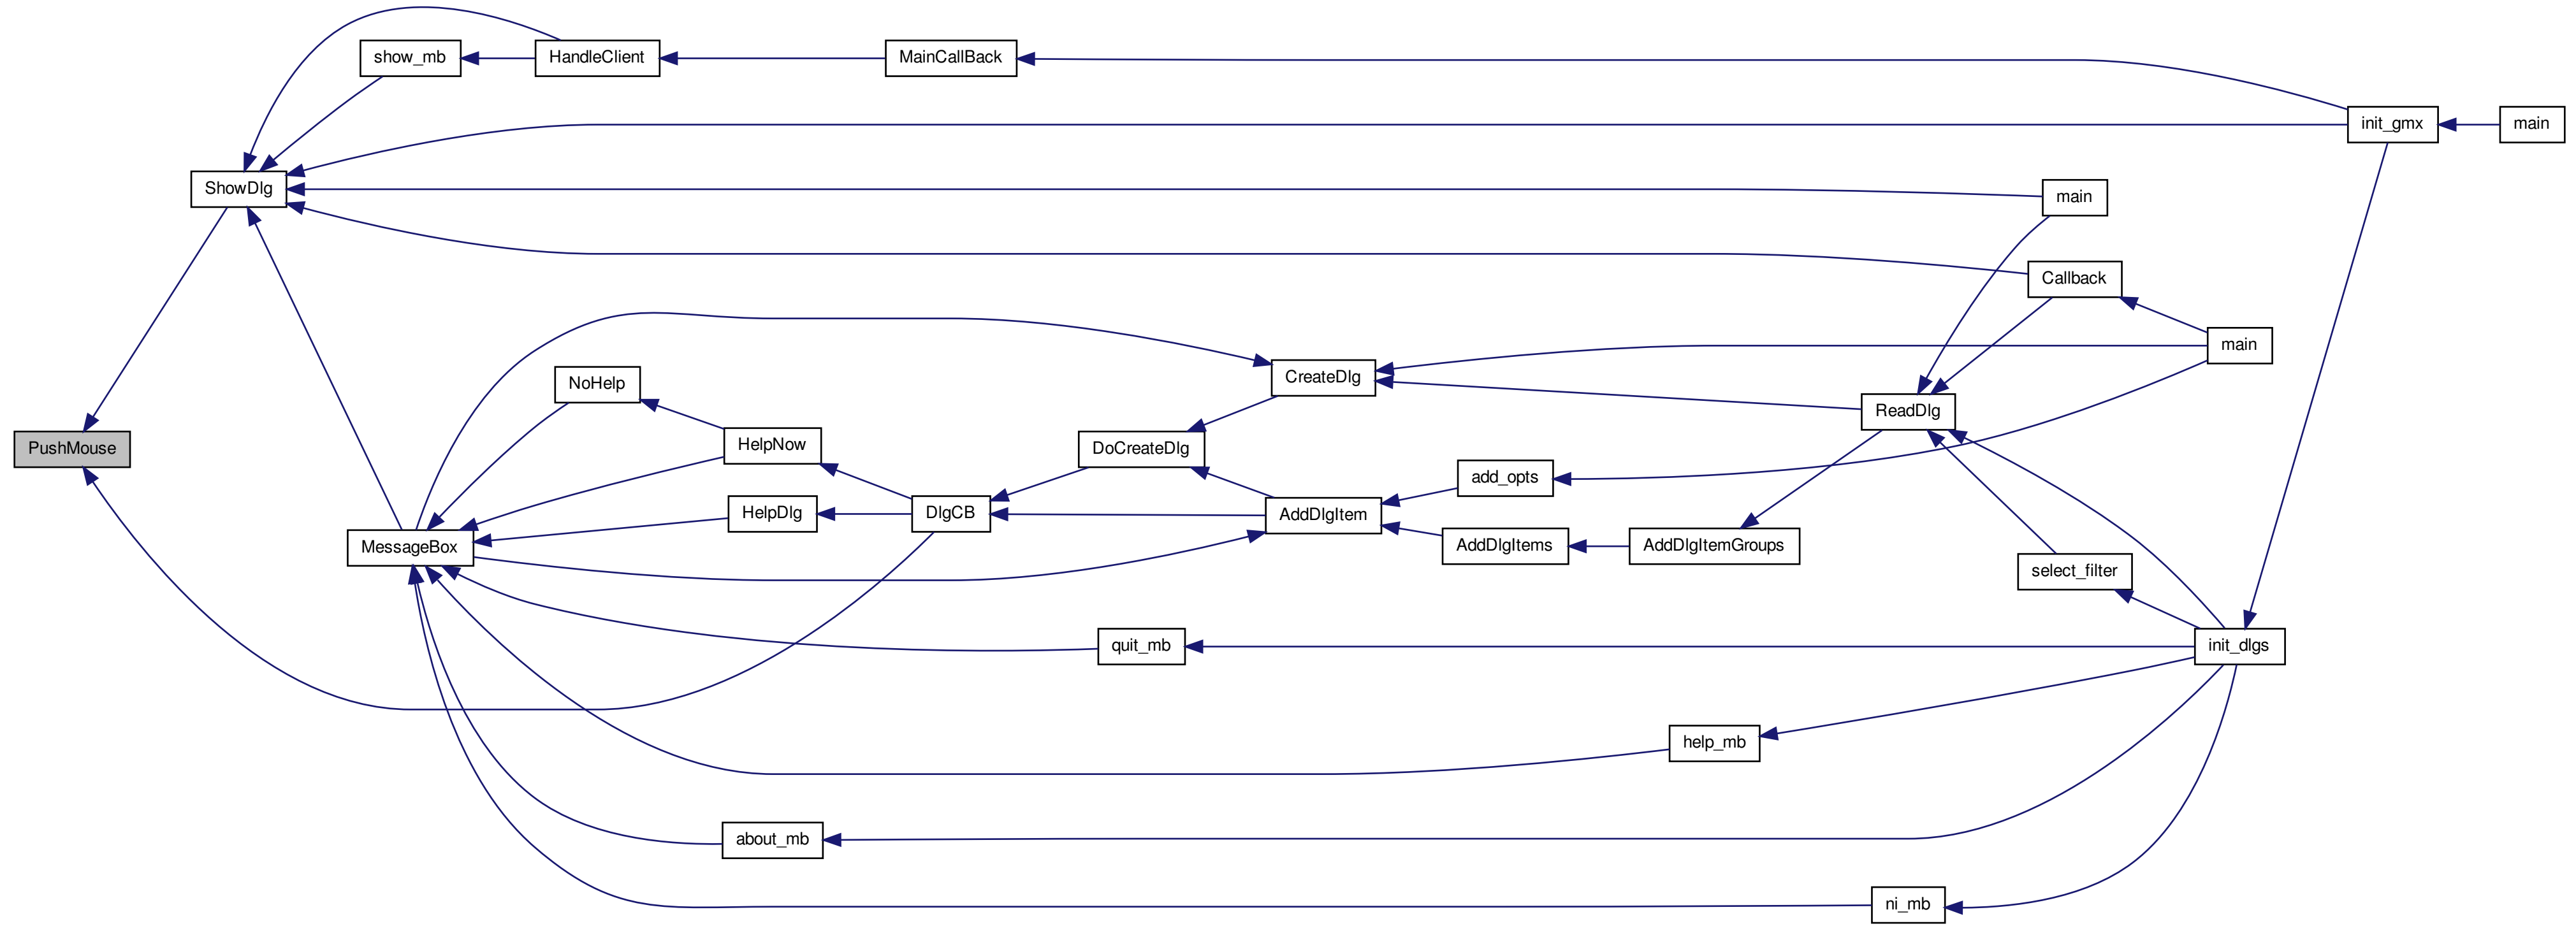 show_mb
HandleClient
MainCallBack
init_gmx
main
ShowDlg
main
Callback
main
CreateDlg
NoHelp
ReadDlg
PushMouse
HelpNow
DoCreateDlg
add_opts
HelpDlg
DlgCB
AddDlgItem
MessageBox
AddDlgItems
AddDlgItemGroups
select_filter
quit_mb
init_dlgs
help_mb
about_mb
ni_mb